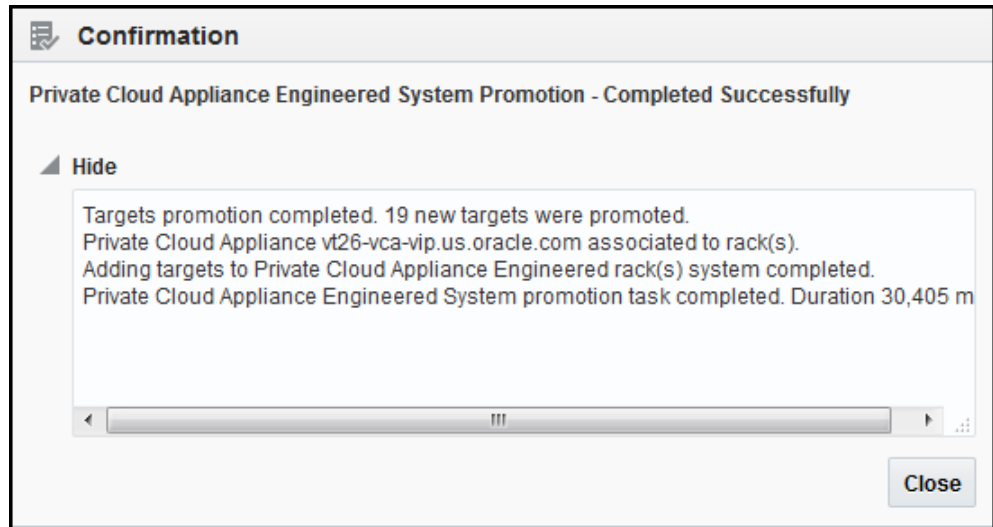 Confirmation
Private Cloud Appliance Engineered System Promotion - Completed Successfully
Hide
Targets promotion completed. 19 new targets were promoted.
Private Cloud Appliance vt26-vca-vip.us.oracle.com associated to rack(s).
Adding targets to Private Cloud Appliance Engineered rack(s) system completed.
Private Cloud Appliance Engineered System promotion task completed. Duration 30,405 m
Close